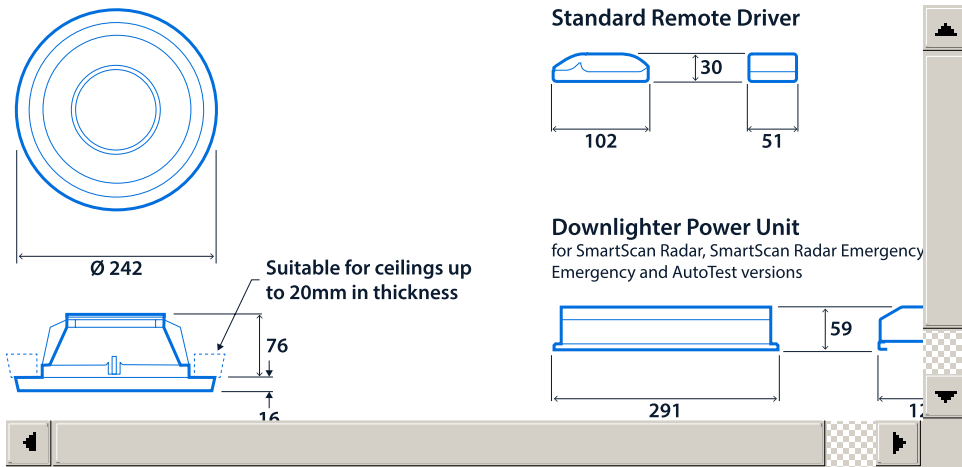 Standard Remote Driver
30
102
51
Ø 242
Suitable for ceilings up
to 20mm in thickness
76
16
Downlighter Power Unit
for SmartScan Radar, SmartScan Radar Emergency
Emergency and AutoTest versions
59
291